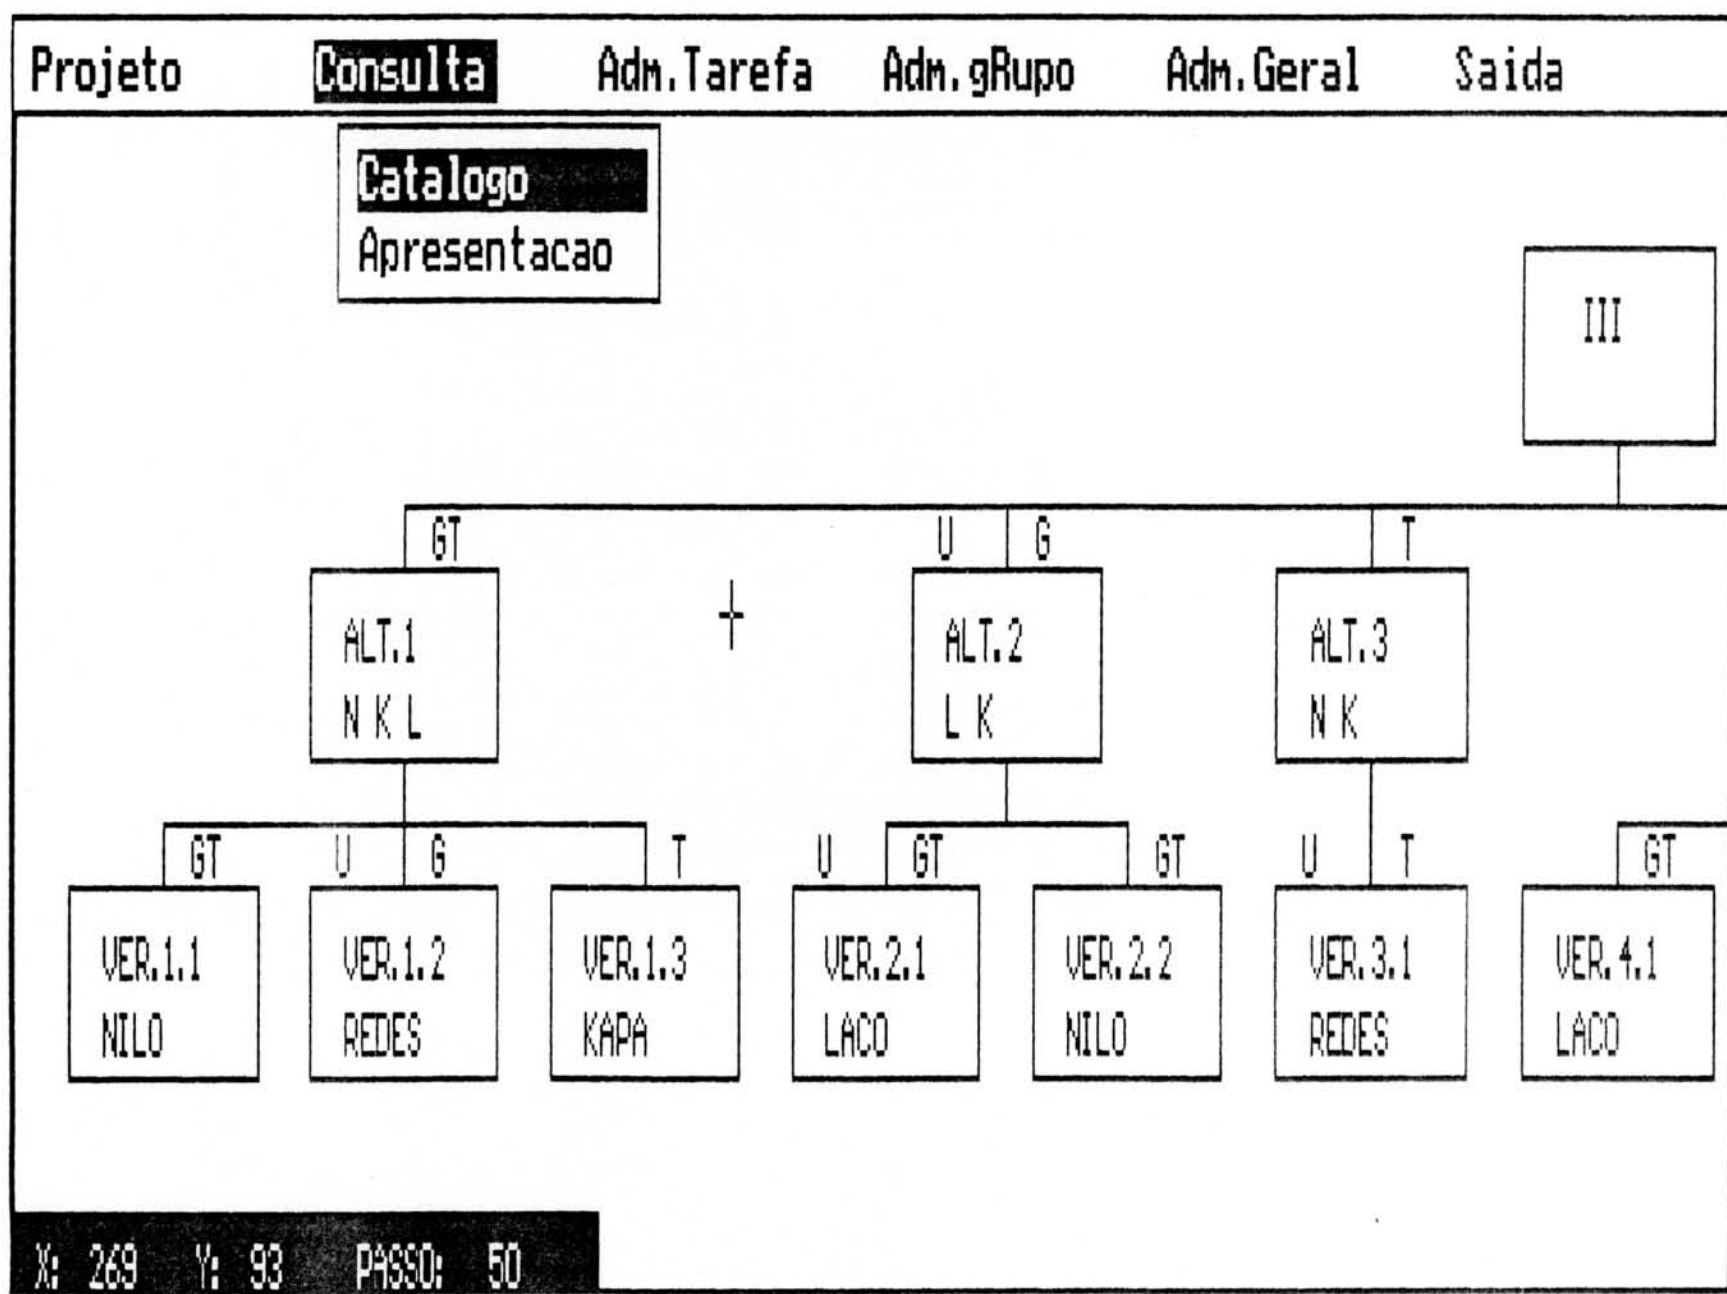 Projeto Consulta Adm.Tarefa Adm.gRupo Adm.Geral Saida
Catalogo
Apresentacao
III
GT U G T
ALT.1 ALT.2 ALT.3
N K L L K N K
GT U G T U GT GT U T GT
VER.1.1 VER.1.2 VER.1.3 VER.2.1 VER.2.2 VER.3.1 VER.4.1
NILO REDES KAPA LACO NILO REDES LACO
X: 269 Y: 93 PASSO: 50